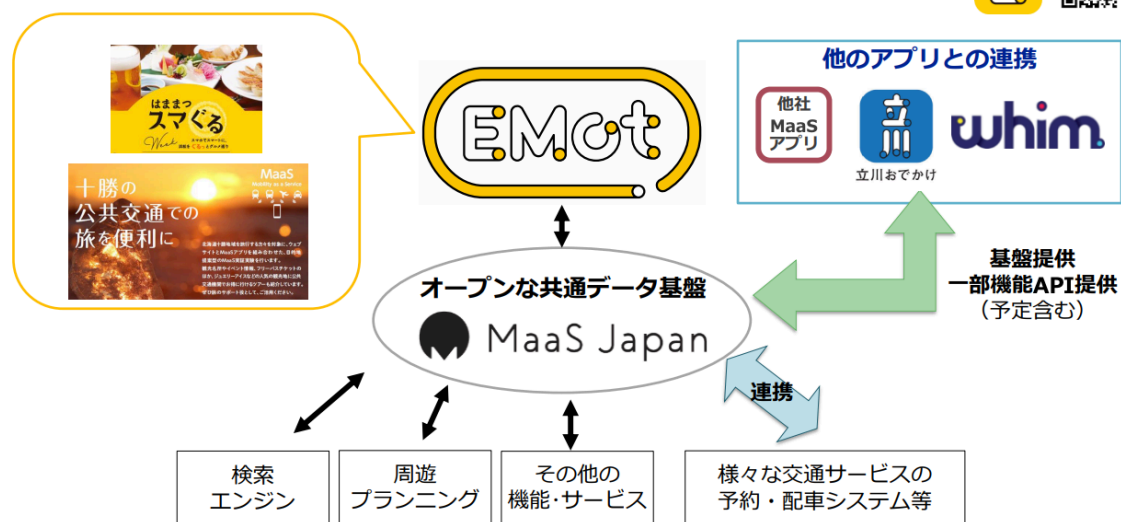 はままつ
スマぐる
Week
十勝の
公共交通での
旅を便利に
MaaS
Mobility as a Service
EMot
他のアプリとの連携
他社
MaaS
アプリ
立川
立川おでかけ
whim
オープンな共通データ基盤
MaaS Japan
基盤提供
一部機能API提供
（予定含む）
連携
検索
エンジン
周遊
プランニング
その他の
機能・サービス
様々な交通サービスの
予約・配車システム等